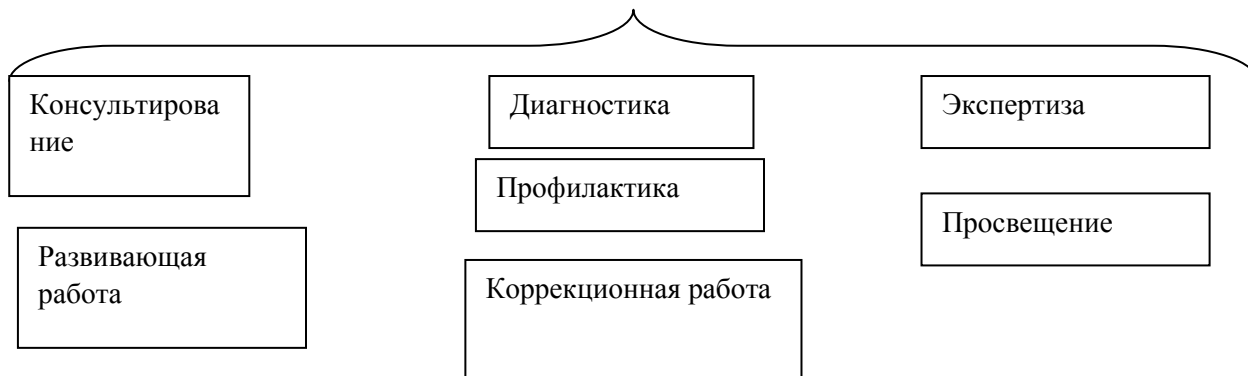 Консультирова
ние
Диагностика
Экспертиза
Профилактика
Просвещение
Развивающая
работа
Коррекционная работа